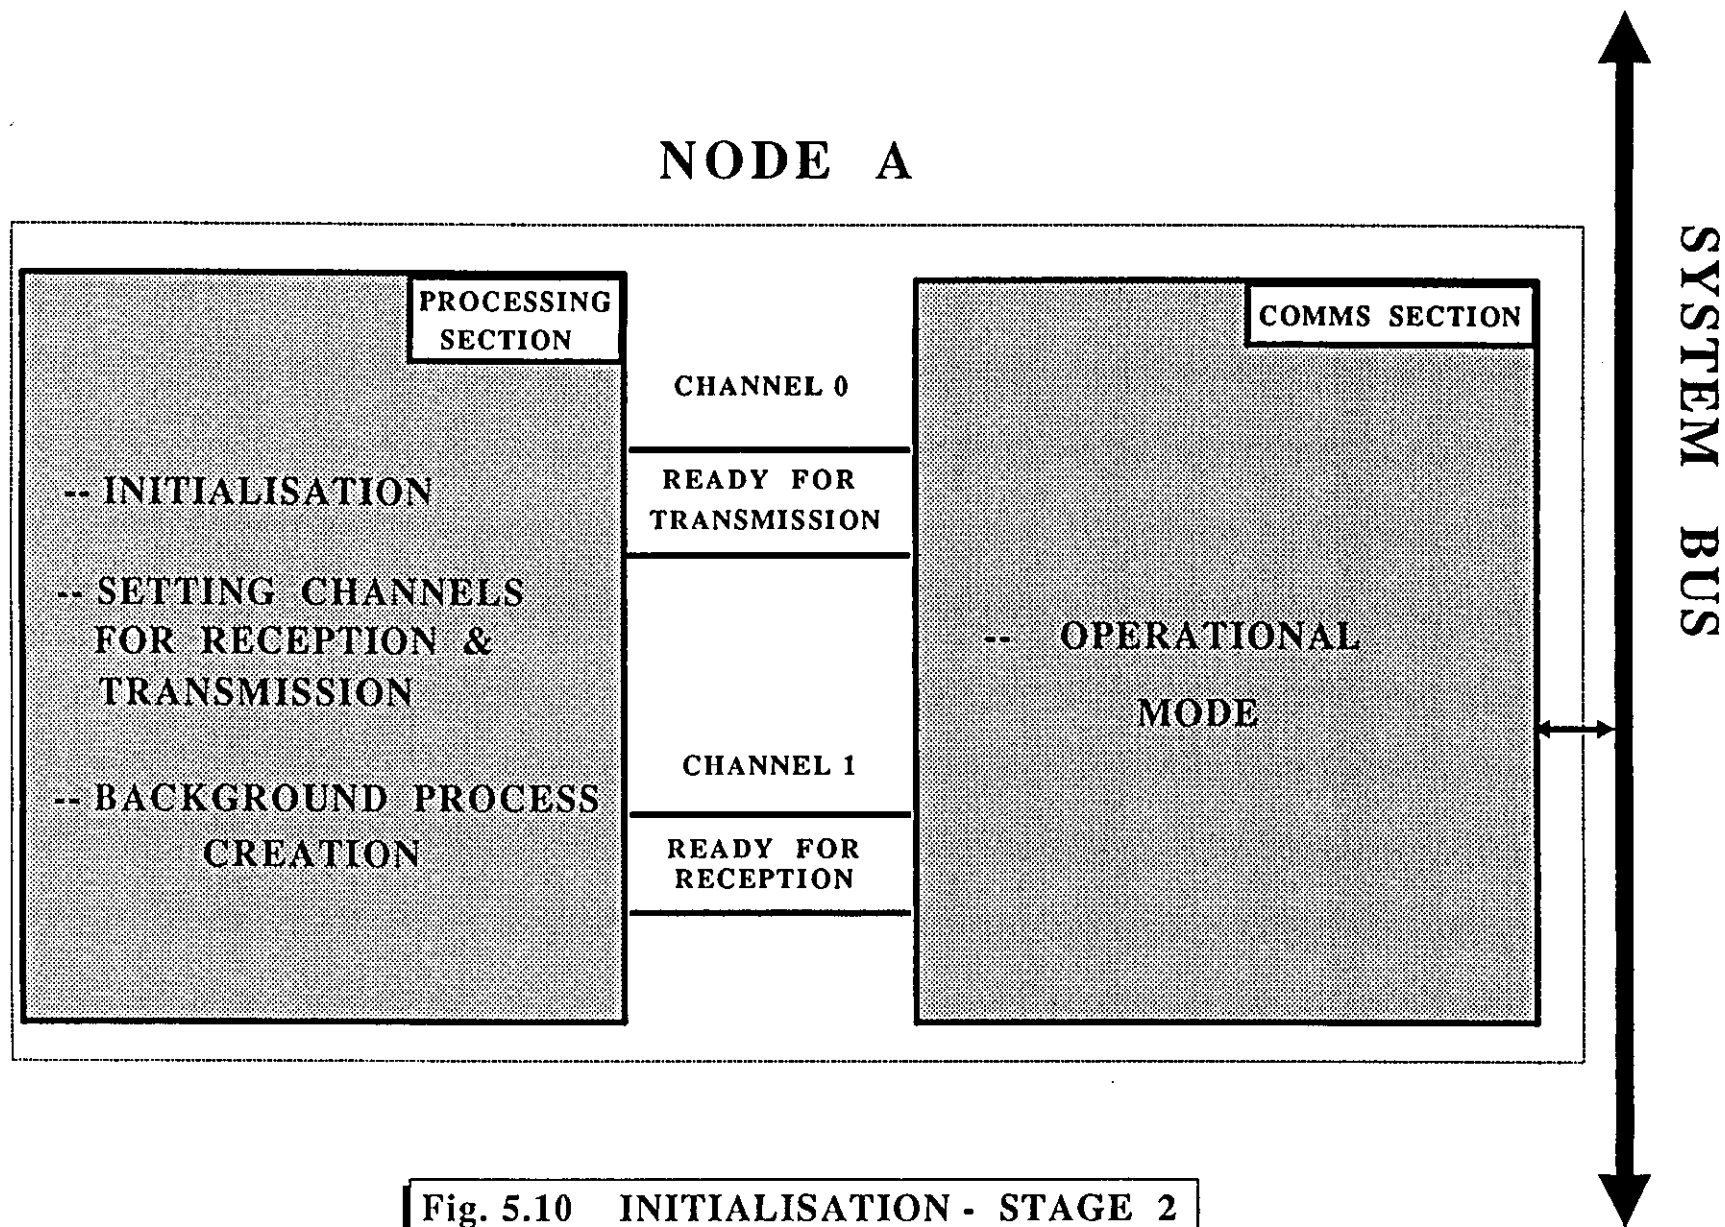 NODE A
PROCESSING
SECTION
-- INITIALISATION
-- SETTING CHANNELS
FOR RECEPTION &
TRANSMISSION
-- BACKGROUND PROCESS
CREATION
CHANNEL 0
READY FOR
TRANSMISSION
CHANNEL 1
READY FOR
RECEPTION
COMMS SECTION
-- OPERATIONAL
MODE
SYSTEM BUS
Fig. 5.10 INITIALISATION - STAGE 2